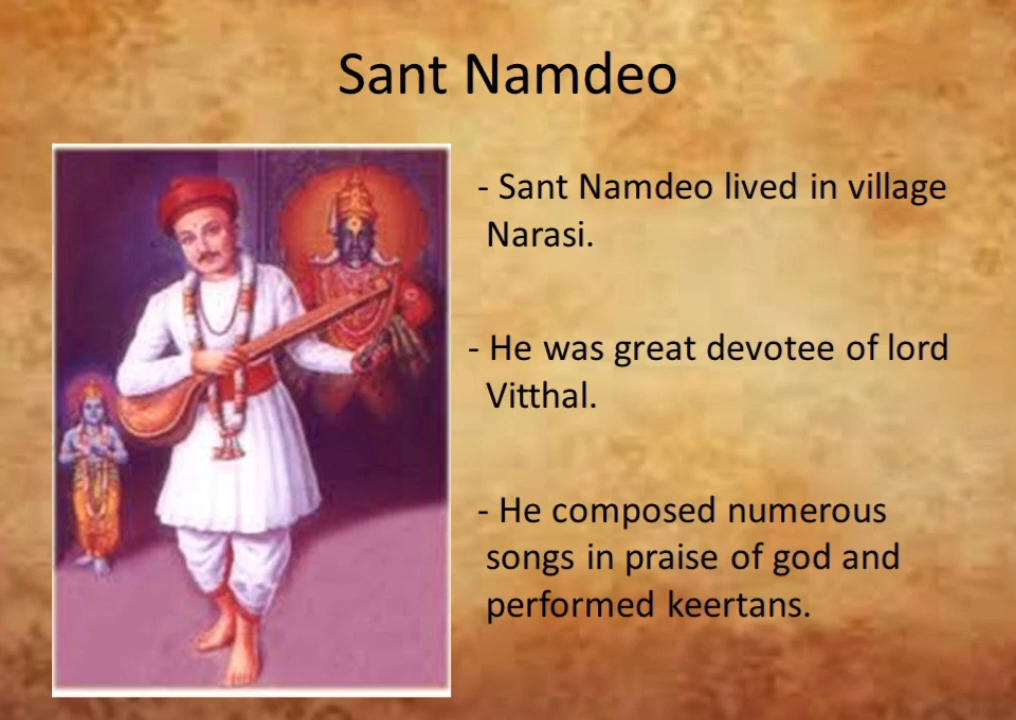 Sant Namdeo
- Sant Namdeo lived in village
Narasi.
- He was great devotee of lord
Vitthal.
- He composed numerous
songs in praise of god and
performed keertans.